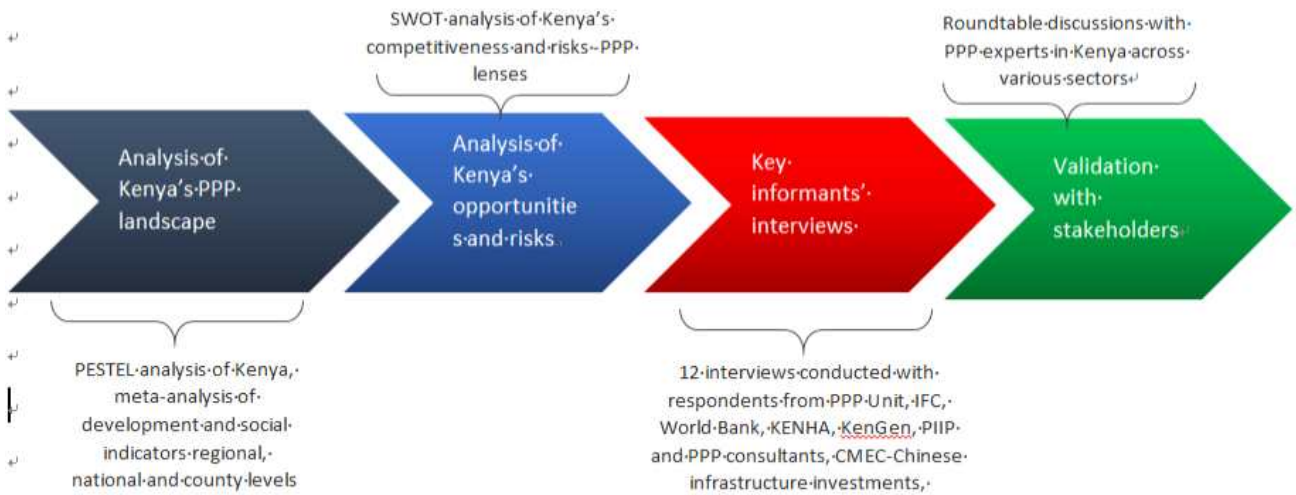 SWOT analysis of Kenya's
competitiveness and risks–PPP
lenses
Roundtable discussions with
PPP experts in Kenya across
various sectors
Analysis of
Kenya's PPP
landscape
Analysis of
Kenya's
opportunitie
s and risks
Key
informants'
interviews
Validation
with
stakeholders
PESTEL analysis of Kenya,
meta-analysis of
development and social
indicators regional,
national and county levels
12 interviews conducted with
respondents from PPP Unit, IFC,
World Bank, KENHA, KenGen, PIIP
and PPP consultants, CMEC-Chinese
infrastructure investments,